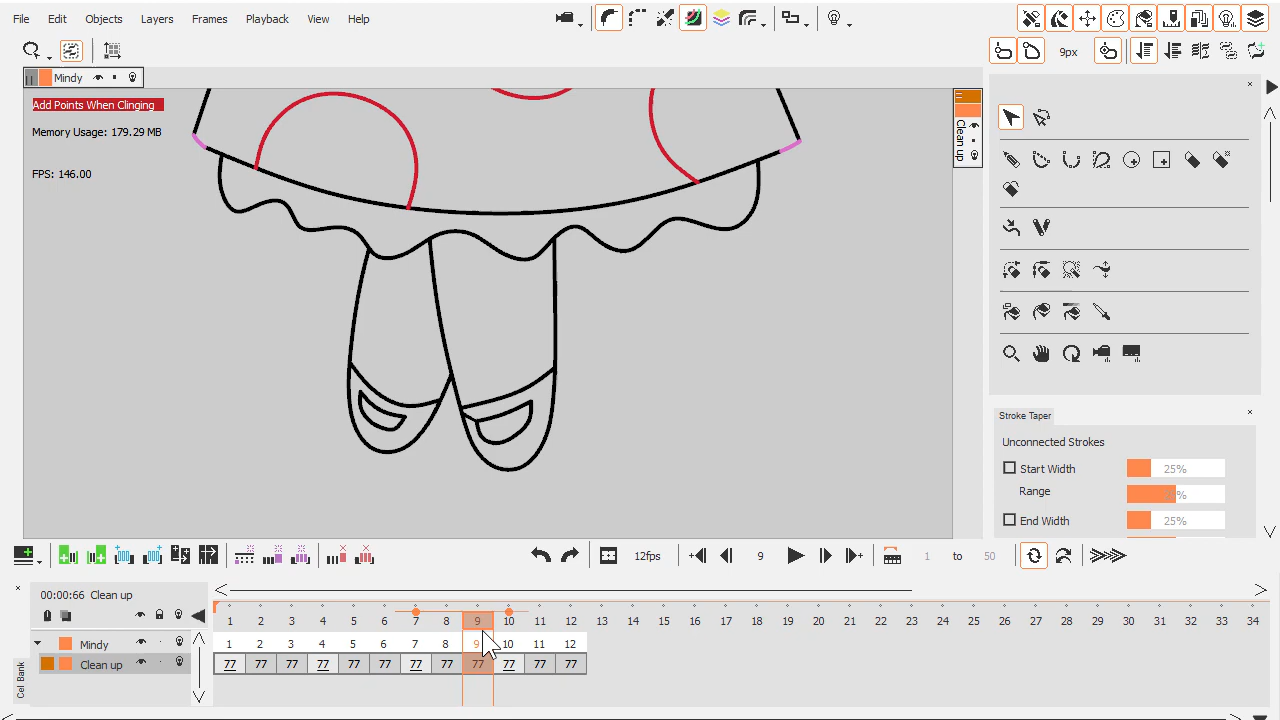 File Edit Objects Layers Frames Playback View Help
9px
Mindy
Add Points When Clinging
Memory Usage: 179.29 MB
FPS: 146.00
Clean up
Stroke Taper
Unconnected Strokes
Start Width 25%
Range %
End Width 25%
12fps 9 1 to 50
00:00:66 Clean up
1 2 3 4 5 6 7 8 9 10 11 12 13 14 15 16 17 18 19 20 21 22 23 24 25 26 27 28 29 30 31 32 33 34
Mindy 1 2 3 4 5 6 7 8 9 10 11 12
Clean up 77 77 77 77 77 77 77 77 77 77 77 77
Cel Bank